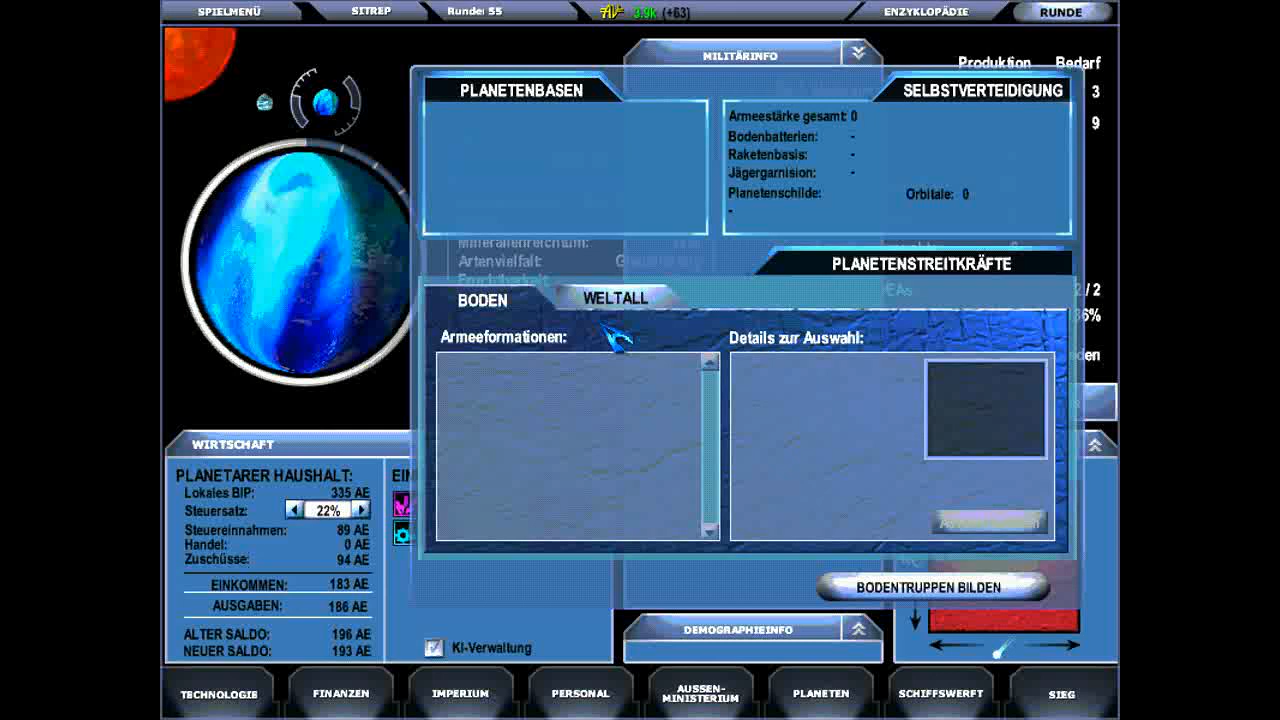 SPIELMENÜ
SITREP
Runde: 55
3.9k (+63)
ENZYKLOPÄDIE
RUNDE
MILITÄRINFO
Produktion Bedarf
3
9
PLANETENBASEN
SELBSTVERTEIDIGUNG
Armeestärke gesamt: 0
Bodenbatterien: -
Raketenbasis: -
Jägergarnision: -
Planetenschilde: Orbitale: 0
-
Mineralienreichtum:
Artenvielfalt:
Fruchtbarkeit
PLANETENSTREITKRÄFTE
BODEN
WELTALL
Armeeformationen:
Details zur Auswahl:
BODENTRUPPEN BILDEN
WIRTSCHAFT
PLANETARER HAUSHALT:
Lokales BIP: 335 AE
Steuersatz: 22%
Steuereinnahmen: 89 AE
Handel: 0 AE
Zuschüsse: 94 AE
EINKOMMEN: 183 AE
AUSGABEN: 186 AE
ALTER SALDO: 196 AE
NEUER SALDO: 193 AE
KI-Verwaltung
DEMOGRAPHIEINFO
TECHNOLOGIE
FINANZEN
IMPERIUM
PERSONAL
AUSSEN-
MINISTERIUM
PLANETEN
SCHIFFSWERFT
SIEG